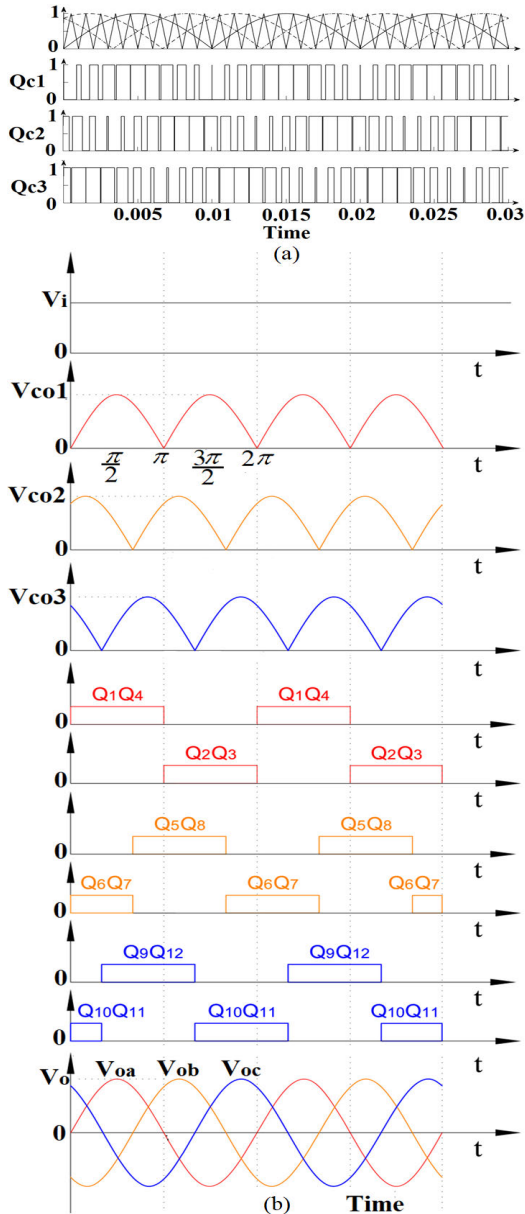 1
0
Qc1
1
0
Qc2
1
0
Qc3
1
0
0.005 0.01 0.015 0.02 0.025 0.03
Time
(a)
Vi
0
t
Vco1
0
π/2 π 3π/2 2π
t
Vco2
0
t
Vco3
0
t
Q1Q4 Q1Q4
0
t
Q2Q3 Q2Q3
0
t
Q5Q8 Q5Q8
0
t
Q6Q7 Q6Q7 Q6Q7
0
t
Q9Q12 Q9Q12
0
t
Q10Q11 Q10Q11 Q10Q11
0
t
Vo Voa Vob Voc
0
t
(b) Time